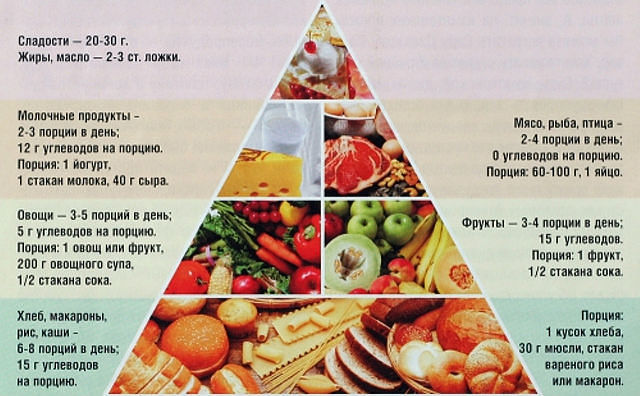 Сладости – 20-30 г.
Жиры, масло – 2-3 ст. ложки.
Молочные продукты -
2-3 порции в день;
12 г углеводов на порцию.
Порция: 1 йогурт,
1 стакан молока, 40 г сыра.
Мясо, рыба, птица -
2-4 порции в день;
0 углеводов на порцию.
Порция: 60-100 г, 1 яйцо.
Овощи – 3-5 порций в день;
5 г углеводов на порцию.
Порция: 1 овощ или фрукт,
200 г овощного супа,
1/2 стакана сока.
Фрукты – 3-4 порции в день;
15 г углеводов.
Порция: 1 фрукт,
1/2 стакана сока.
Хлеб, макароны,
рис, каши -
6-8 порций в день;
15 г углеводов
на порцию.
Порция:
1 кусок хлеба,
30 г мюсли, стакан
вареного риса
или макарон.